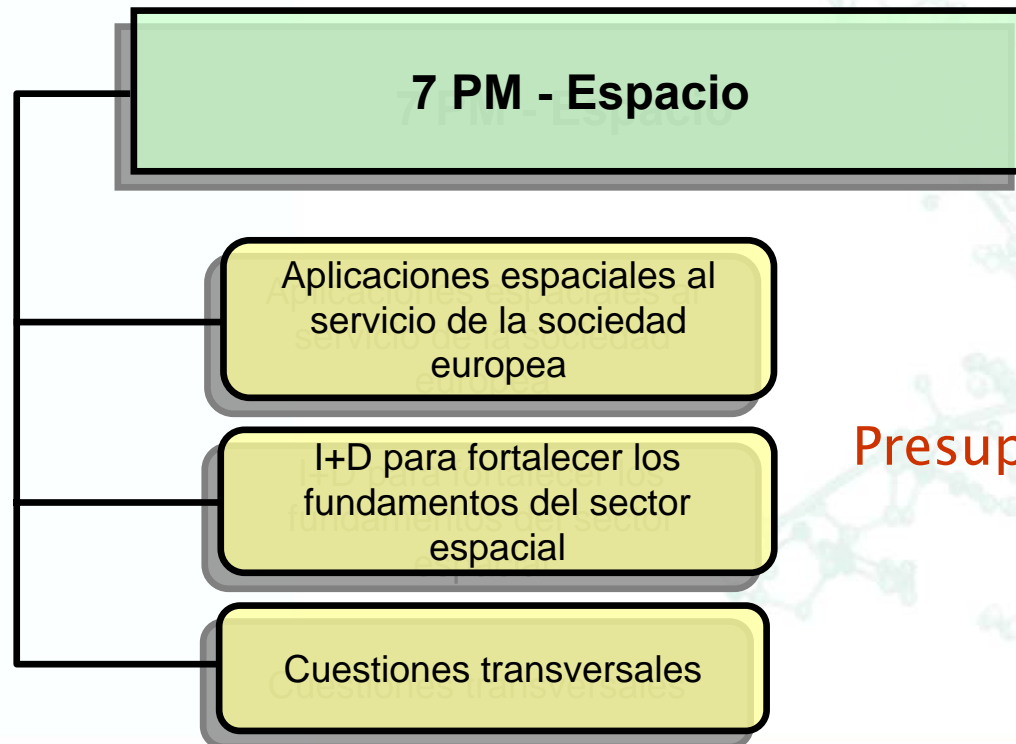 7 PM - Espacio
Aplicaciones espaciales al
servicio de la sociedad
europea
I+D para fortalecer los
fundamentos del sector
espacial
Presup
Cuestiones transversales